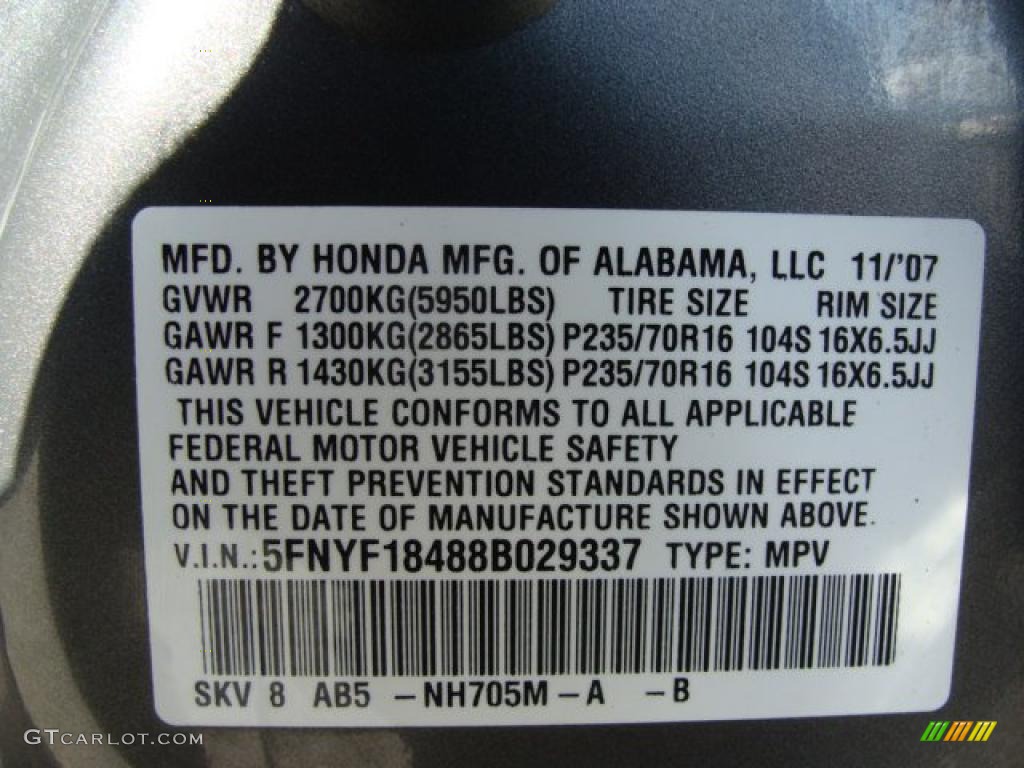 MFD. BY HONDA MFG. OF ALABAMA, LLC 11/'07
GVWR 2700KG(5950LBS) TIRE SIZE RIM SIZE
GAWR F 1300KG(2865LBS) P235/70R16 104S 16X6.5JJ
GAWR R 1430KG(3155LBS) P235/70R16 104S 16X6.5JJ
THIS VEHICLE CONFORMS TO ALL APPLICABLE
FEDERAL MOTOR VEHICLE SAFETY
AND THEFT PREVENTION STANDARDS IN EFFECT
ON THE DATE OF MANUFACTURE SHOWN ABOVE.
V.I.N.: 5FNYF18488B029337 TYPE: MPV
SKV 8 AB5 -NH705M-A -B
GTCARLOT.COM